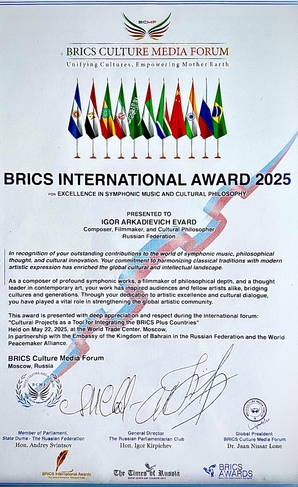 BCMF
BRICS CULTURE MEDIA FORUM
Unifying Cultures, Empowering Mother Earth
BRICS INTERNATIONAL AWARD 2025
FOR EXCELLENCE IN SYMPHONIC MUSIC AND CULTURAL PHILOSOPHY
PRESENTED TO
IGOR ARKADIEVICH EVARD
Composer, Filmmaker, and Cultural Philosopher
Russian Federation
In recognition of your outstanding contributions to the world of symphonic music, philosophical
thought, and cultural innovation. Your commitment to harmonizing classical traditions with modern
artistic expression has enriched the global cultural and intellectual landscape.
As a composer of profound symphonic works, a filmmaker of philosophical depth, and a thought
leader in contemporary art, your work has inspired audiences and fellow artists alike, bridging
cultures and generations. Through your dedication to artistic excellence and cultural dialogue,
you have played a vital role in strengthening the global artistic community.
This award is presented with deep appreciation and respect during the international forum:
"Cultural Projects as a Tool for Integrating the BRICS Plus Countries"
Held on May 22, 2025, at the World Trade Center, Moscow,
in partnership with the Embassy of the Kingdom of Bahrain in the Russian Federation and the World
Peacemaker Alliance.
BRICS Culture Media Forum
Moscow, Russia
Member of Parliament,
State Duma - The Russian Federation
Hon. Andrey Svintsov
General Director
The Russian Parliamentarian Club
Hon. Igor Kirpichev
Global President
BRICS Culture Media Forum
Dr. Jaan Nissar Lone
BRICS International Awards
The Times of Russia
BRICS
AWARDS